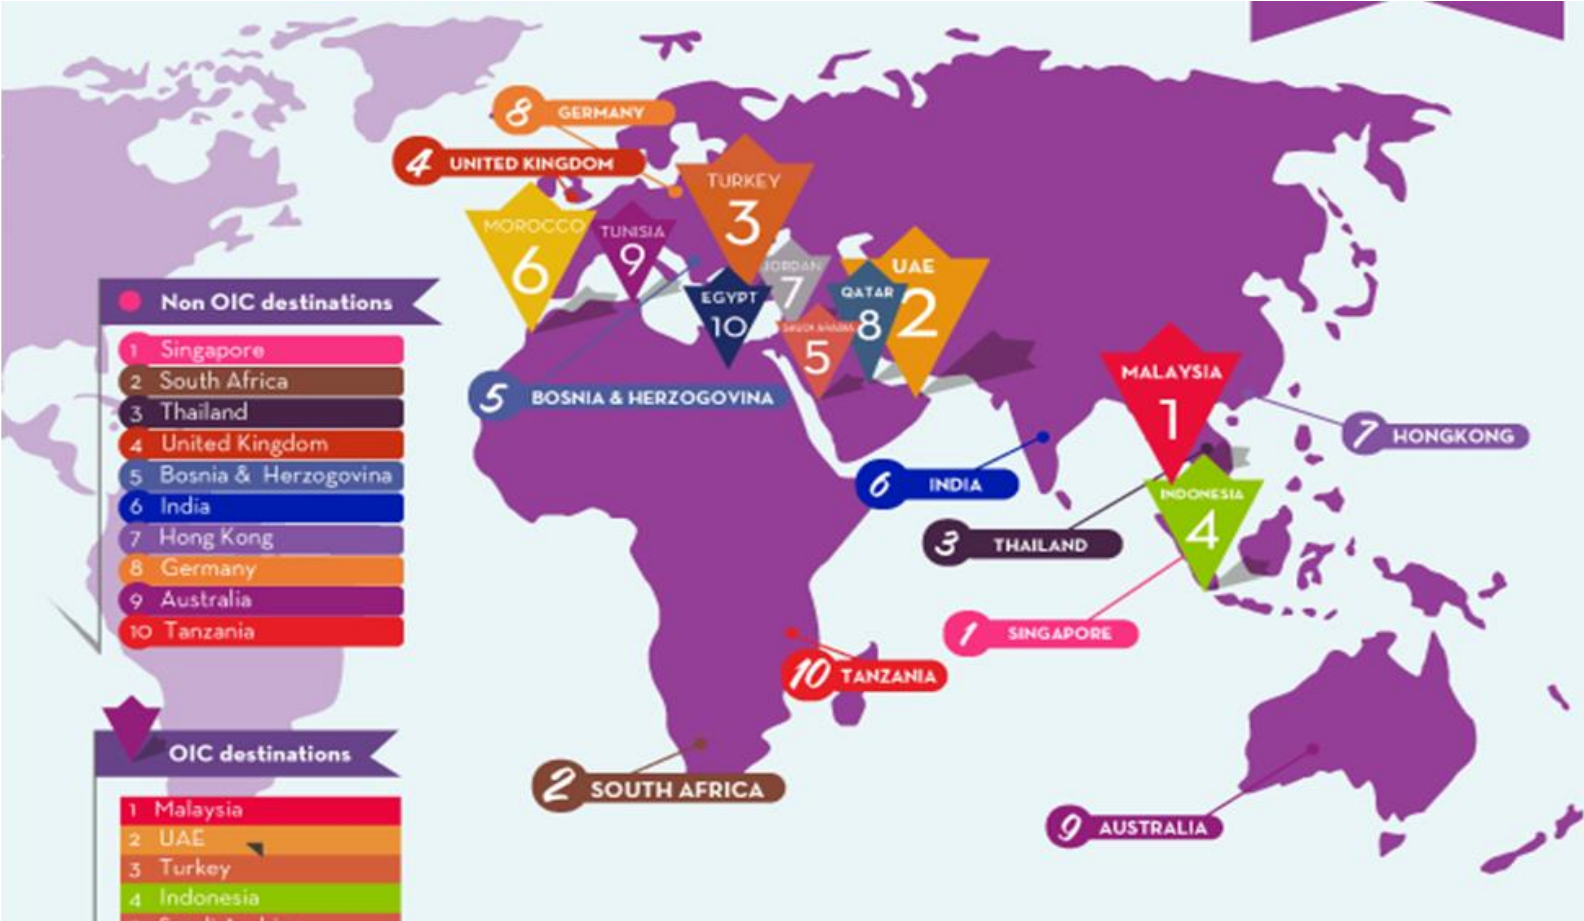 8 GERMANY
4 UNITED KINGDOM
TURKEY
3
MOROCCO
6
TUNISIA
9
JORDAN
7
UAE
2
QATAR
8
EGYPT
10
SAUDI ARABIA
5
Non OIC destinations
1 Singapore
2 South Africa
3 Thailand
4 United Kingdom
5 Bosnia & Herzogovina
6 India
7 Hong Kong
8 Germany
9 Australia
10 Tanzania
5 BOSNIA & HERZOGOVINA
MALAYSIA
1
7 HONGKONG
6 INDIA
INDONESIA
4
3 THAILAND
1 SINGAPORE
10 TANZANIA
2 SOUTH AFRICA
9 AUSTRALIA
OIC destinations
1 Malaysia
2 UAE
3 Turkey
4 Indonesia